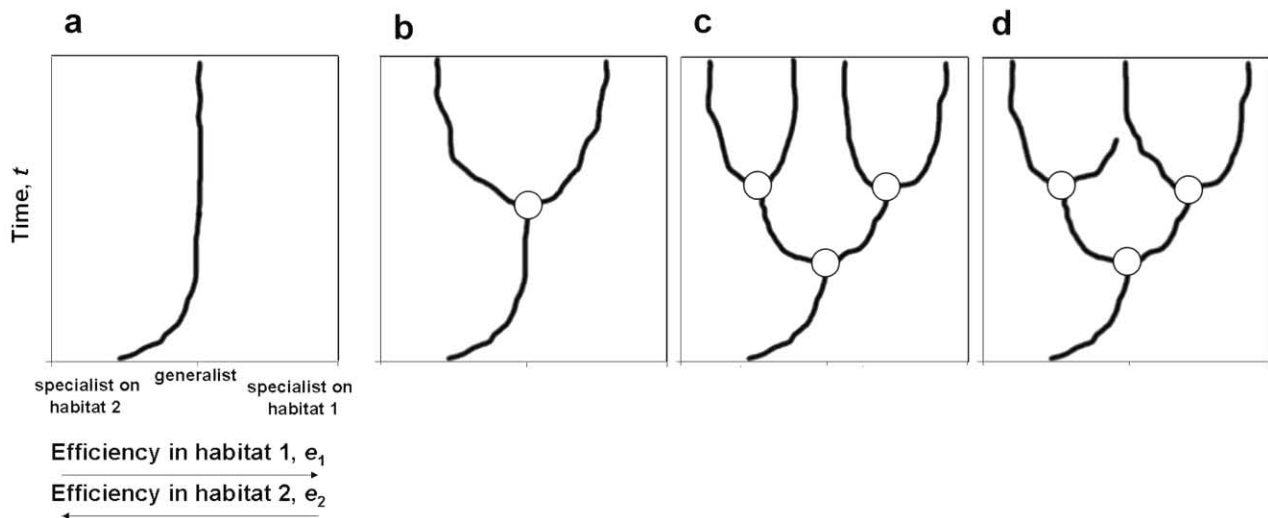 a
b
c
d
Time, t
specialist on
habitat 2
generalist
specialist on
habitat 1
Efficiency in habitat 1, e1
Efficiency in habitat 2, e2